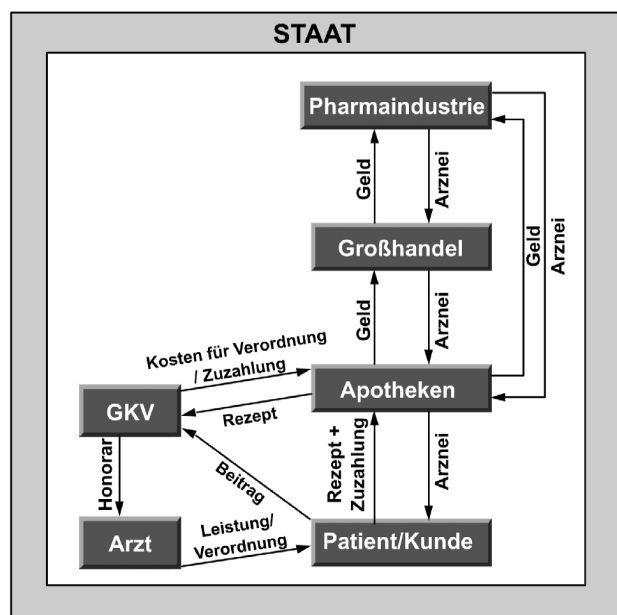 STAAT
Pharmaindustrie
Geld
Arznei
Geld
Arznei
Großhandel
Geld
Arznei
Kosten für Verordnung
/ Zuzahlung
Apotheken
GKV
Rezept
Rezept +
Zuzahlung
Arznei
Honorar
Beitrag
Leistung/
Verordnung
Arzt
Patient/Kunde